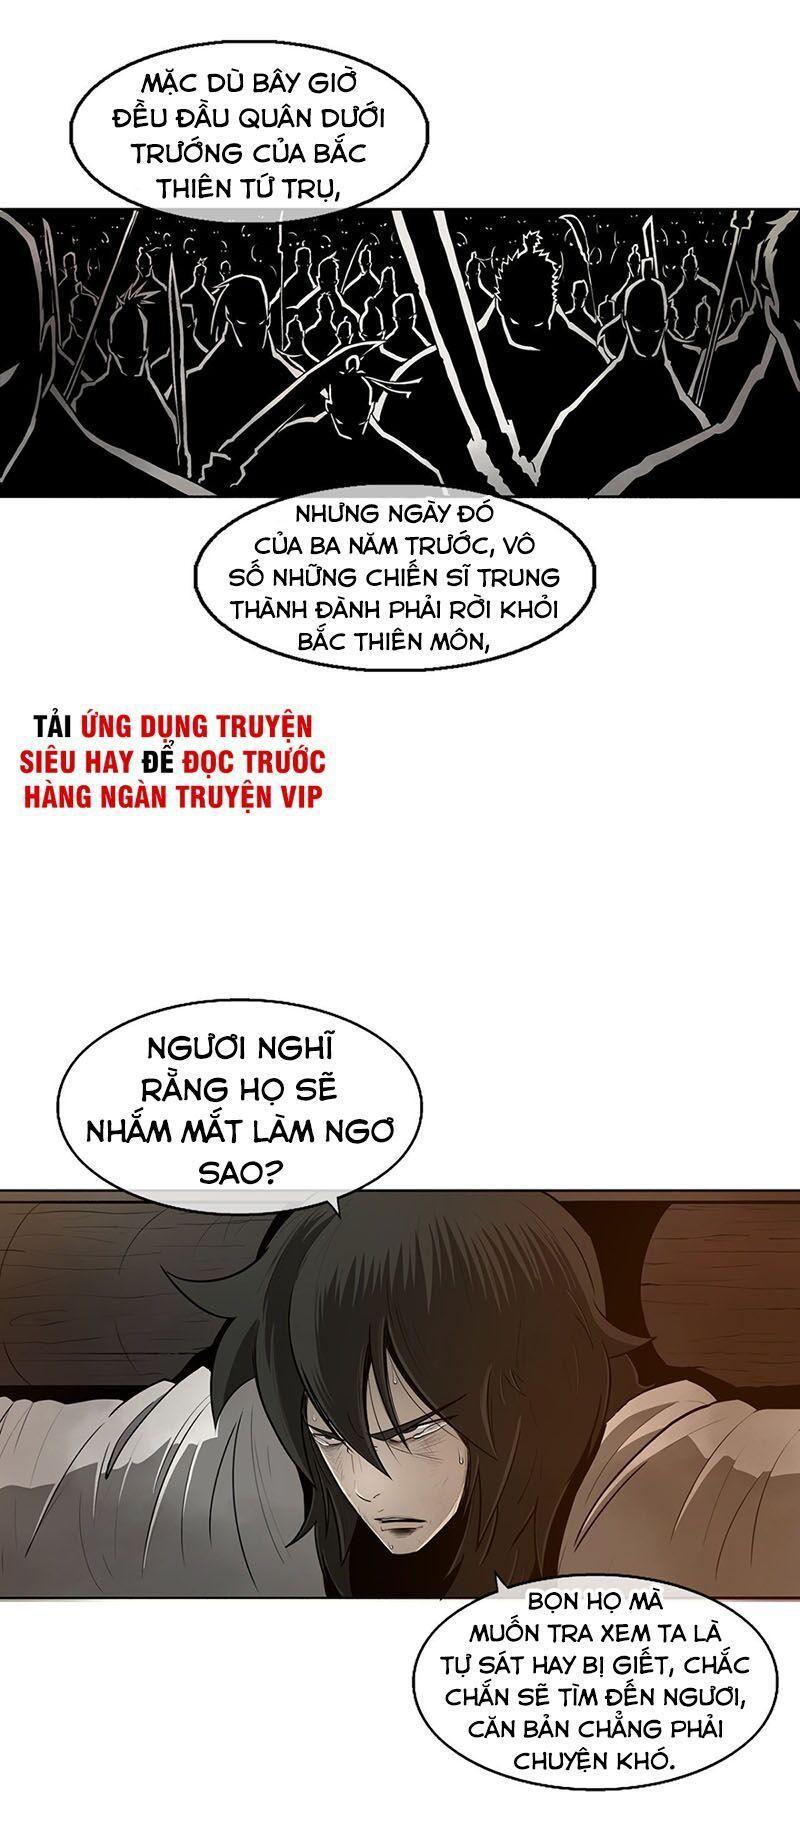 MẶC DÙ BÂY GIỜ
ĐỀU ĐẦU QUÂN DƯỚI
TRƯỚNG CỦA BẮC
THIÊN TỨ TRỤ,
NHƯNG NGÀY ĐÓ
CỦA BA NĂM TRƯỚC, VÔ
SỐ NHỮNG CHIẾN SĨ TRUNG
THÀNH ĐÀNH PHẢI RỜI KHỎI
BẮC THIÊN MÔN,
TẢI ỨNG DỤNG TRUYỆN
SIÊU HAY ĐỂ ĐỌC TRƯỚC
HÀNG NGÀN TRUYỆN VIP
NGƯƠI NGHĨ
RẰNG HỌ SẼ
NHẮM MẮT LÀM NGƠ
SAO?
BỌN HỌ MÀ
MUỐN TRA XEM TA LÀ
TỰ SÁT HAY BỊ GIẾT, CHẮC
CHẮN SẼ TÌM ĐẾN NGƯƠI,
CĂN BẢN CHẲNG PHẢI
CHUYỆN KHÓ.